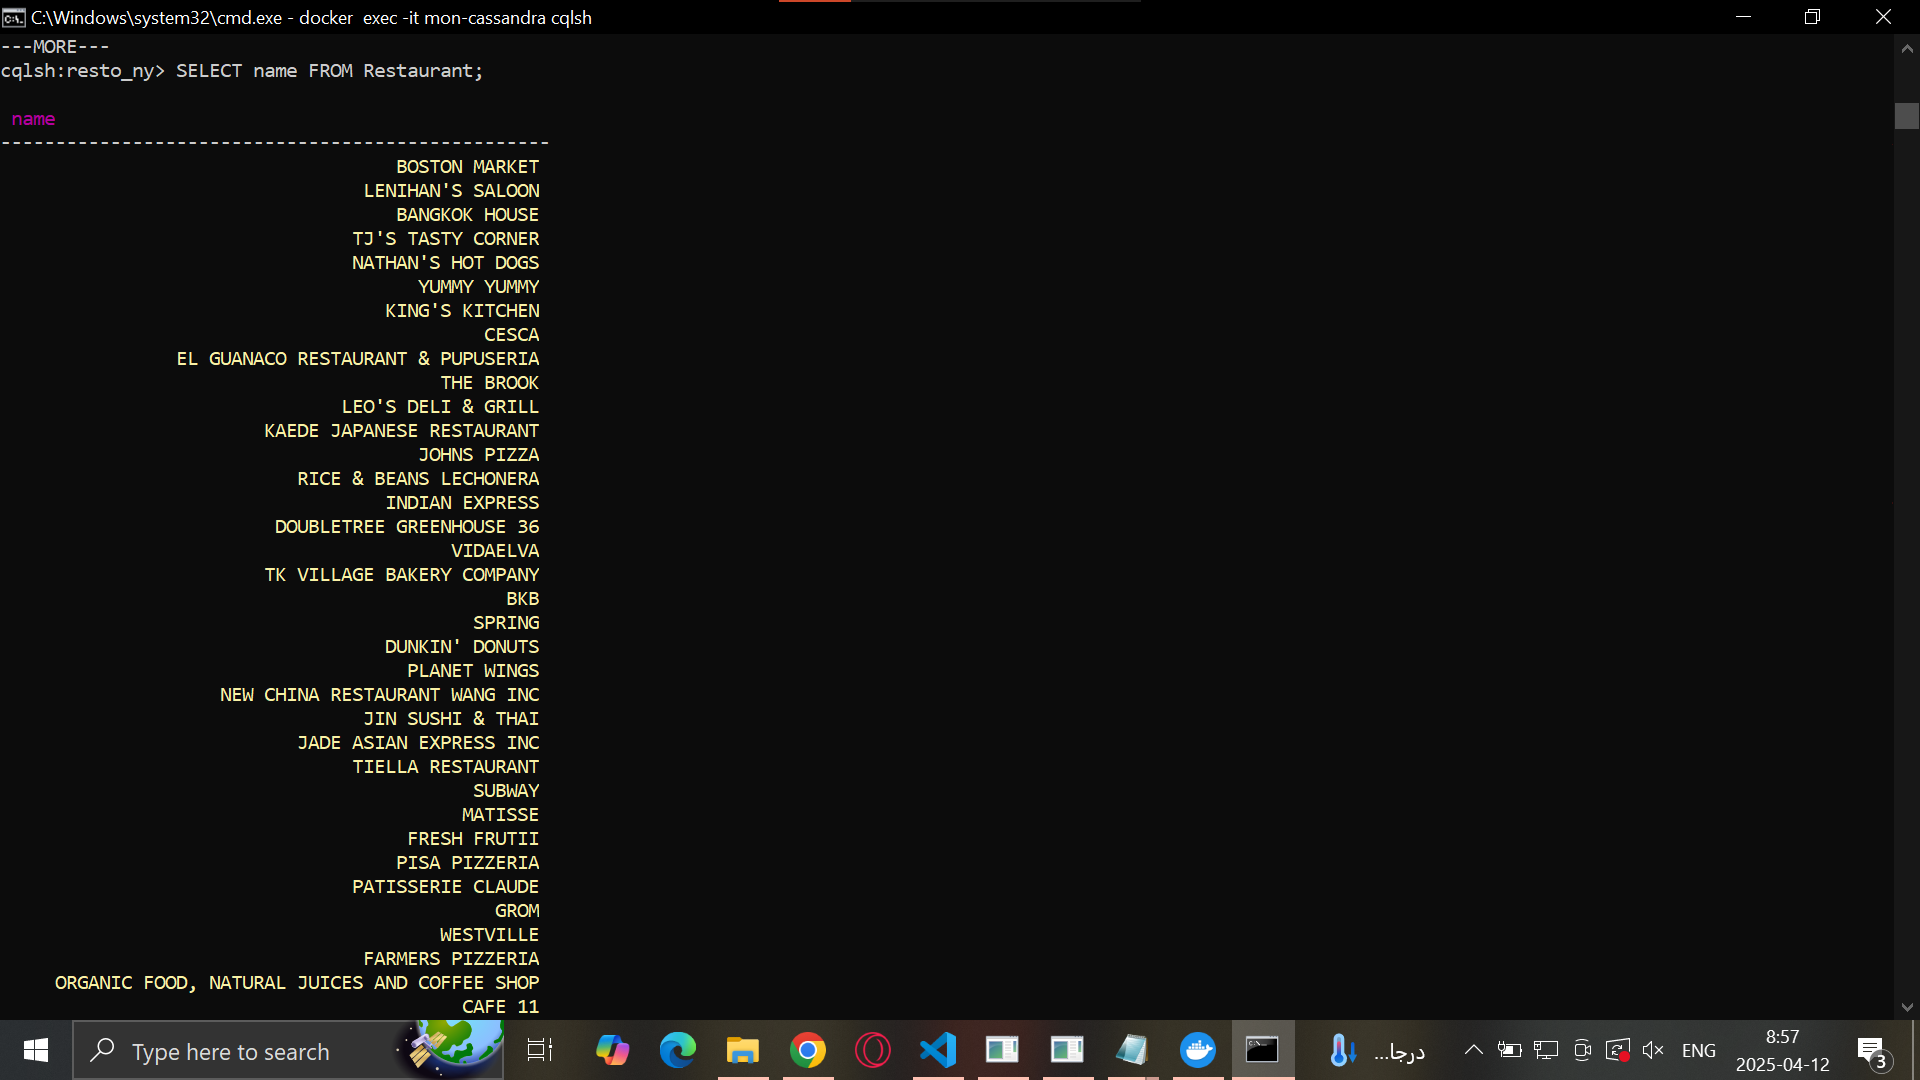 C:\Windows\system32\cmd.exe - docker  exec -it mon-cassandra cqlsh
---MORE---
cqlsh:resto_ny> SELECT name FROM Restaurant;
name
--------------------------------------------------
BOSTON MARKET
LENIHAN'S SALOON
BANGKOK HOUSE
TJ'S TASTY CORNER
NATHAN'S HOT DOGS
YUMMY YUMMY
KING'S KITCHEN
CESCA
EL GUANACO RESTAURANT & PUPUSERIA
THE BROOK
LEO'S DELI & GRILL
KAEDE JAPANESE RESTAURANT
JOHNS PIZZA
RICE & BEANS LECHONERA
INDIAN EXPRESS
DOUBLETREE GREENHOUSE 36
VIDAELVA
TK VILLAGE BAKERY COMPANY
BKB
SPRING
DUNKIN' DONUTS
PLANET WINGS
NEW CHINA RESTAURANT WANG INC
JIN SUSHI & THAI
JADE ASIAN EXPRESS INC
TIELLA RESTAURANT
SUBWAY
MATISSE
FRESH FRUTII
PISA PIZZERIA
PATISSERIE CLAUDE
GROM
WESTVILLE
FARMERS PIZZERIA
ORGANIC FOOD, NATURAL JUICES AND COFFEE SHOP
CAFE 11
Type here to search
درجا...
ENG
8:57
2025-04-12
3